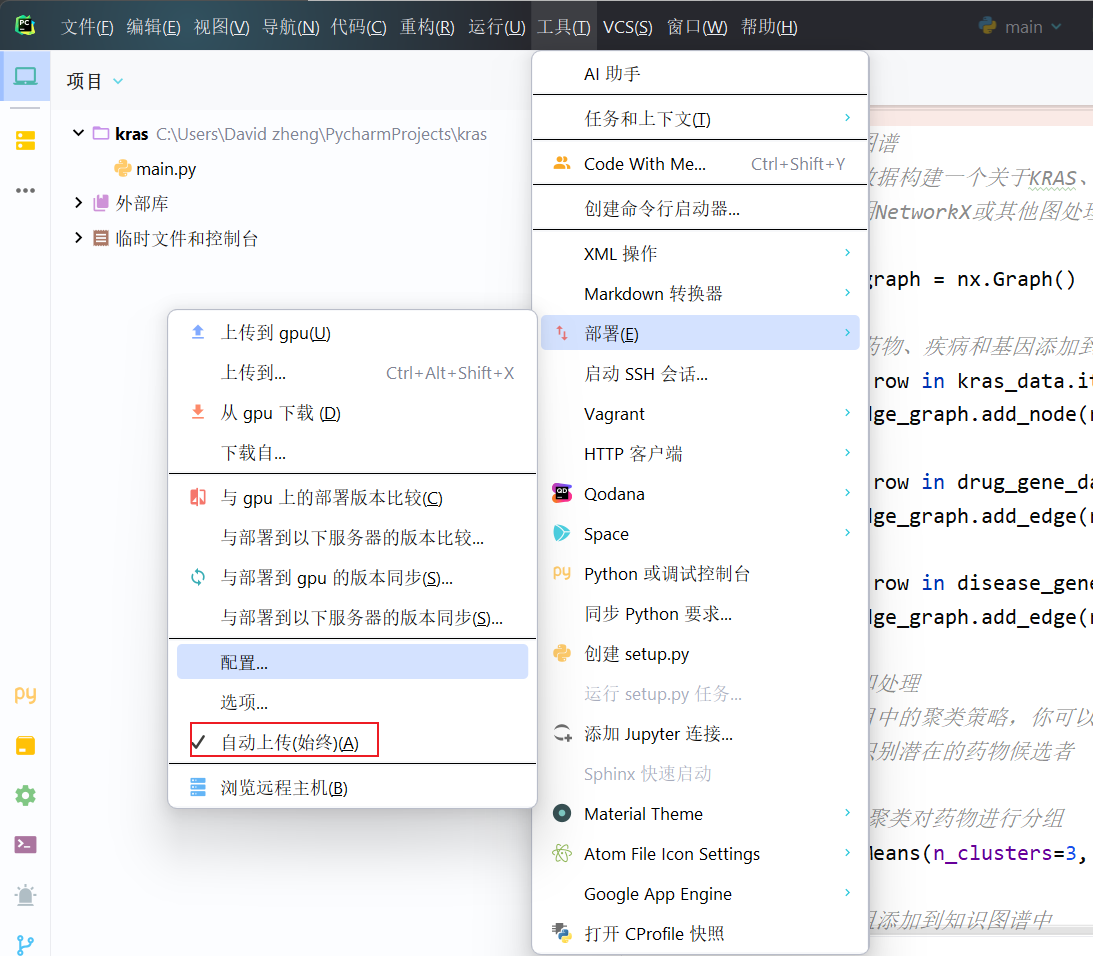 文件(F) 编辑(E) 视图(V) 导航(N) 代码(C) 重构(R) 运行(U) 工具(T) VCS(S) 窗口(W) 帮助(H) main
项目
kras C:\Users\David zheng\PycharmProjects\kras
main.py
外部库
临时文件和控制台
AI 助手
任务和上下文(T)
Code With Me... Ctrl+Shift+Y
创建命令行启动器...
XML 操作
Markdown 转换器
部署(E)
启动 SSH 会话...
Vagrant
HTTP 客户端
Qodana
Space
Python 或调试控制台
同步 Python 要求...
创建 setup.py
运行 setup.py 任务...
添加 Jupyter 连接...
Sphinx 快速启动
Material Theme
Atom File Icon Settings
Google App Engine
打开 CProfile 快照
上传到 gpu(U)
上传到... Ctrl+Alt+Shift+X
从 gpu 下载 (D)
下载自...
与 gpu 上的部署版本比较(C)
与部署到以下服务器的版本比较...
与部署到 gpu 的版本同步(S)...
与部署到以下服务器的版本同步(S)...
配置...
选项...
自动上传(始终)(A)
浏览远程主机(B)
图谱
数据构建一个关于KRAS、
NetworkX或其他图处理
graph = nx.Graph()
药物、疾病和基因添加到
row in kras_data.it
dge_graph.add_node(r
row in drug_gene_da
dge_graph.add_edge(r
row in disease_gene
dge_graph.add_edge(r
和处理
中的聚类策略，你可以
识别潜在的药物候选者
聚类对药物进行分组
Means(n_clusters=3,
添加到知识图谱中